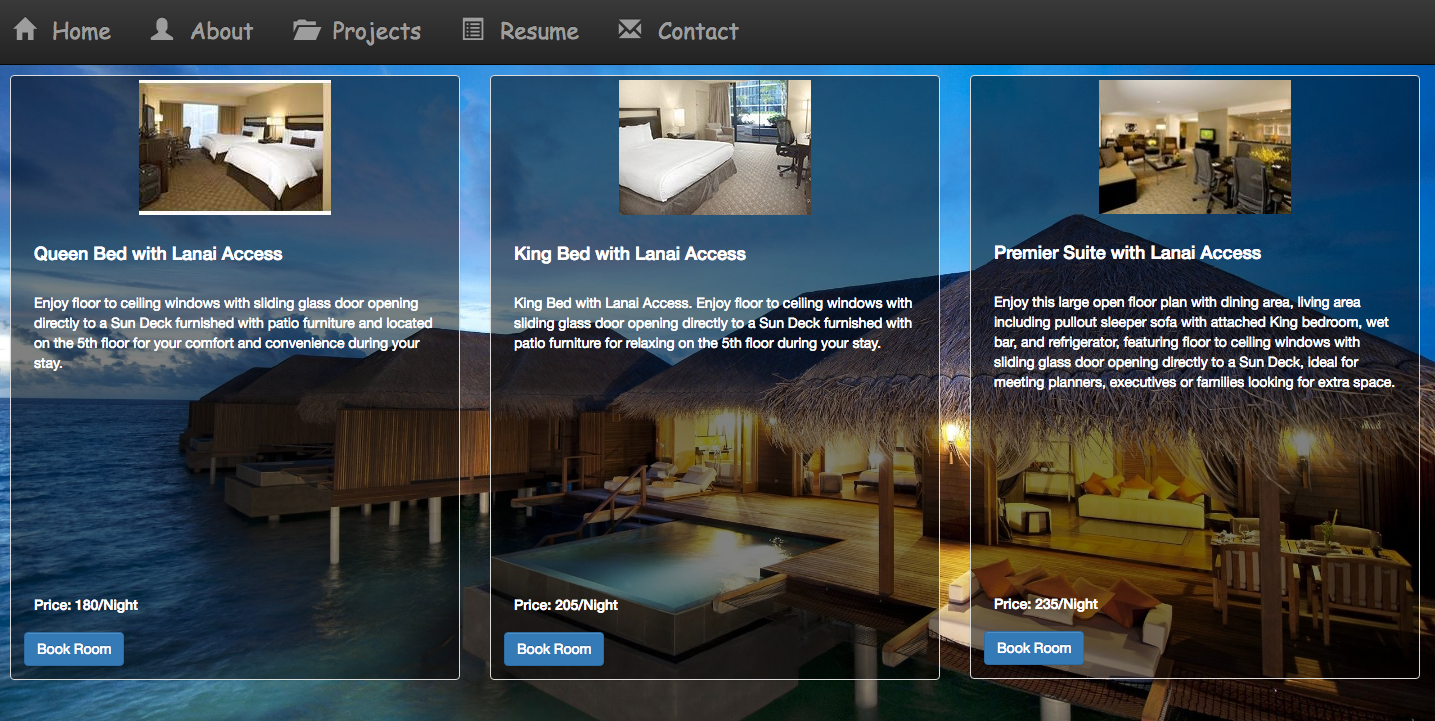 Home About Projects Resume Contact
Queen Bed with Lanai Access
Enjoy floor to ceiling windows with sliding glass door opening
directly to a Sun Deck furnished with patio furniture and located
on the 5th floor for your comfort and convenience during your
stay.
Price: 180/Night
Book Room
King Bed with Lanai Access
King Bed with Lanai Access. Enjoy floor to ceiling windows with
sliding glass door opening directly to a Sun Deck furnished with
patio furniture for relaxing on the 5th floor during your stay.
Price: 205/Night
Book Room
Premier Suite with Lanai Access
Enjoy this large open floor plan with dining area, living area
including pullout sleeper sofa with attached King bedroom, wet
bar, and refrigerator, featuring floor to ceiling windows with
sliding glass door opening directly to a Sun Deck, ideal for
meeting planners, executives or families looking for extra space.
Price: 235/Night
Book Room